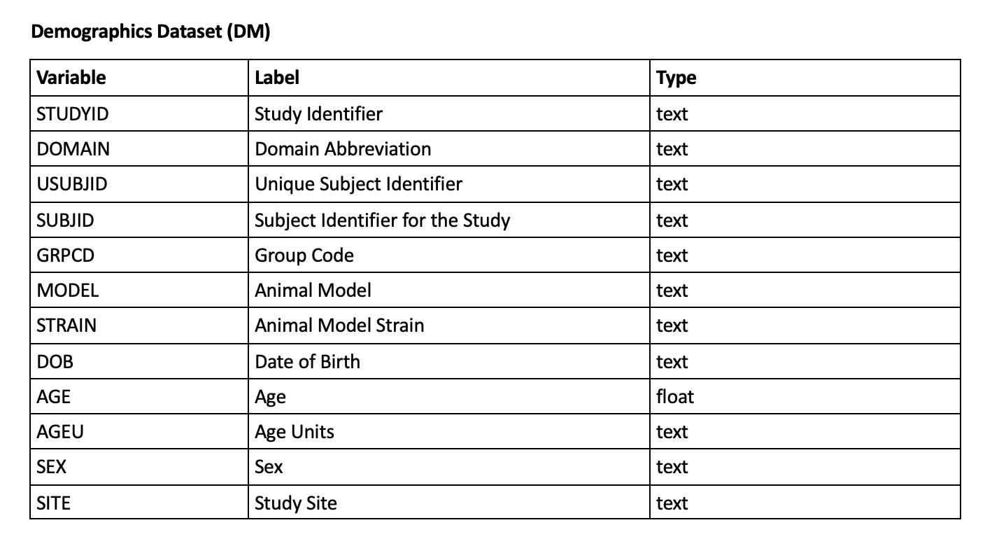 Demographics Dataset (DM)
Variable Label Type
STUDYID Study Identifier text
DOMAIN Domain Abbreviation text
USUBJID Unique Subject Identifier text
SUBJID Subject Identifier for the Study text
GRPCD Group Code text
MODEL Animal Model text
STRAIN Animal Model Strain text
DOB Date of Birth text
AGE Age float
AGEU Age Units text
SEX Sex text
SITE Study Site text